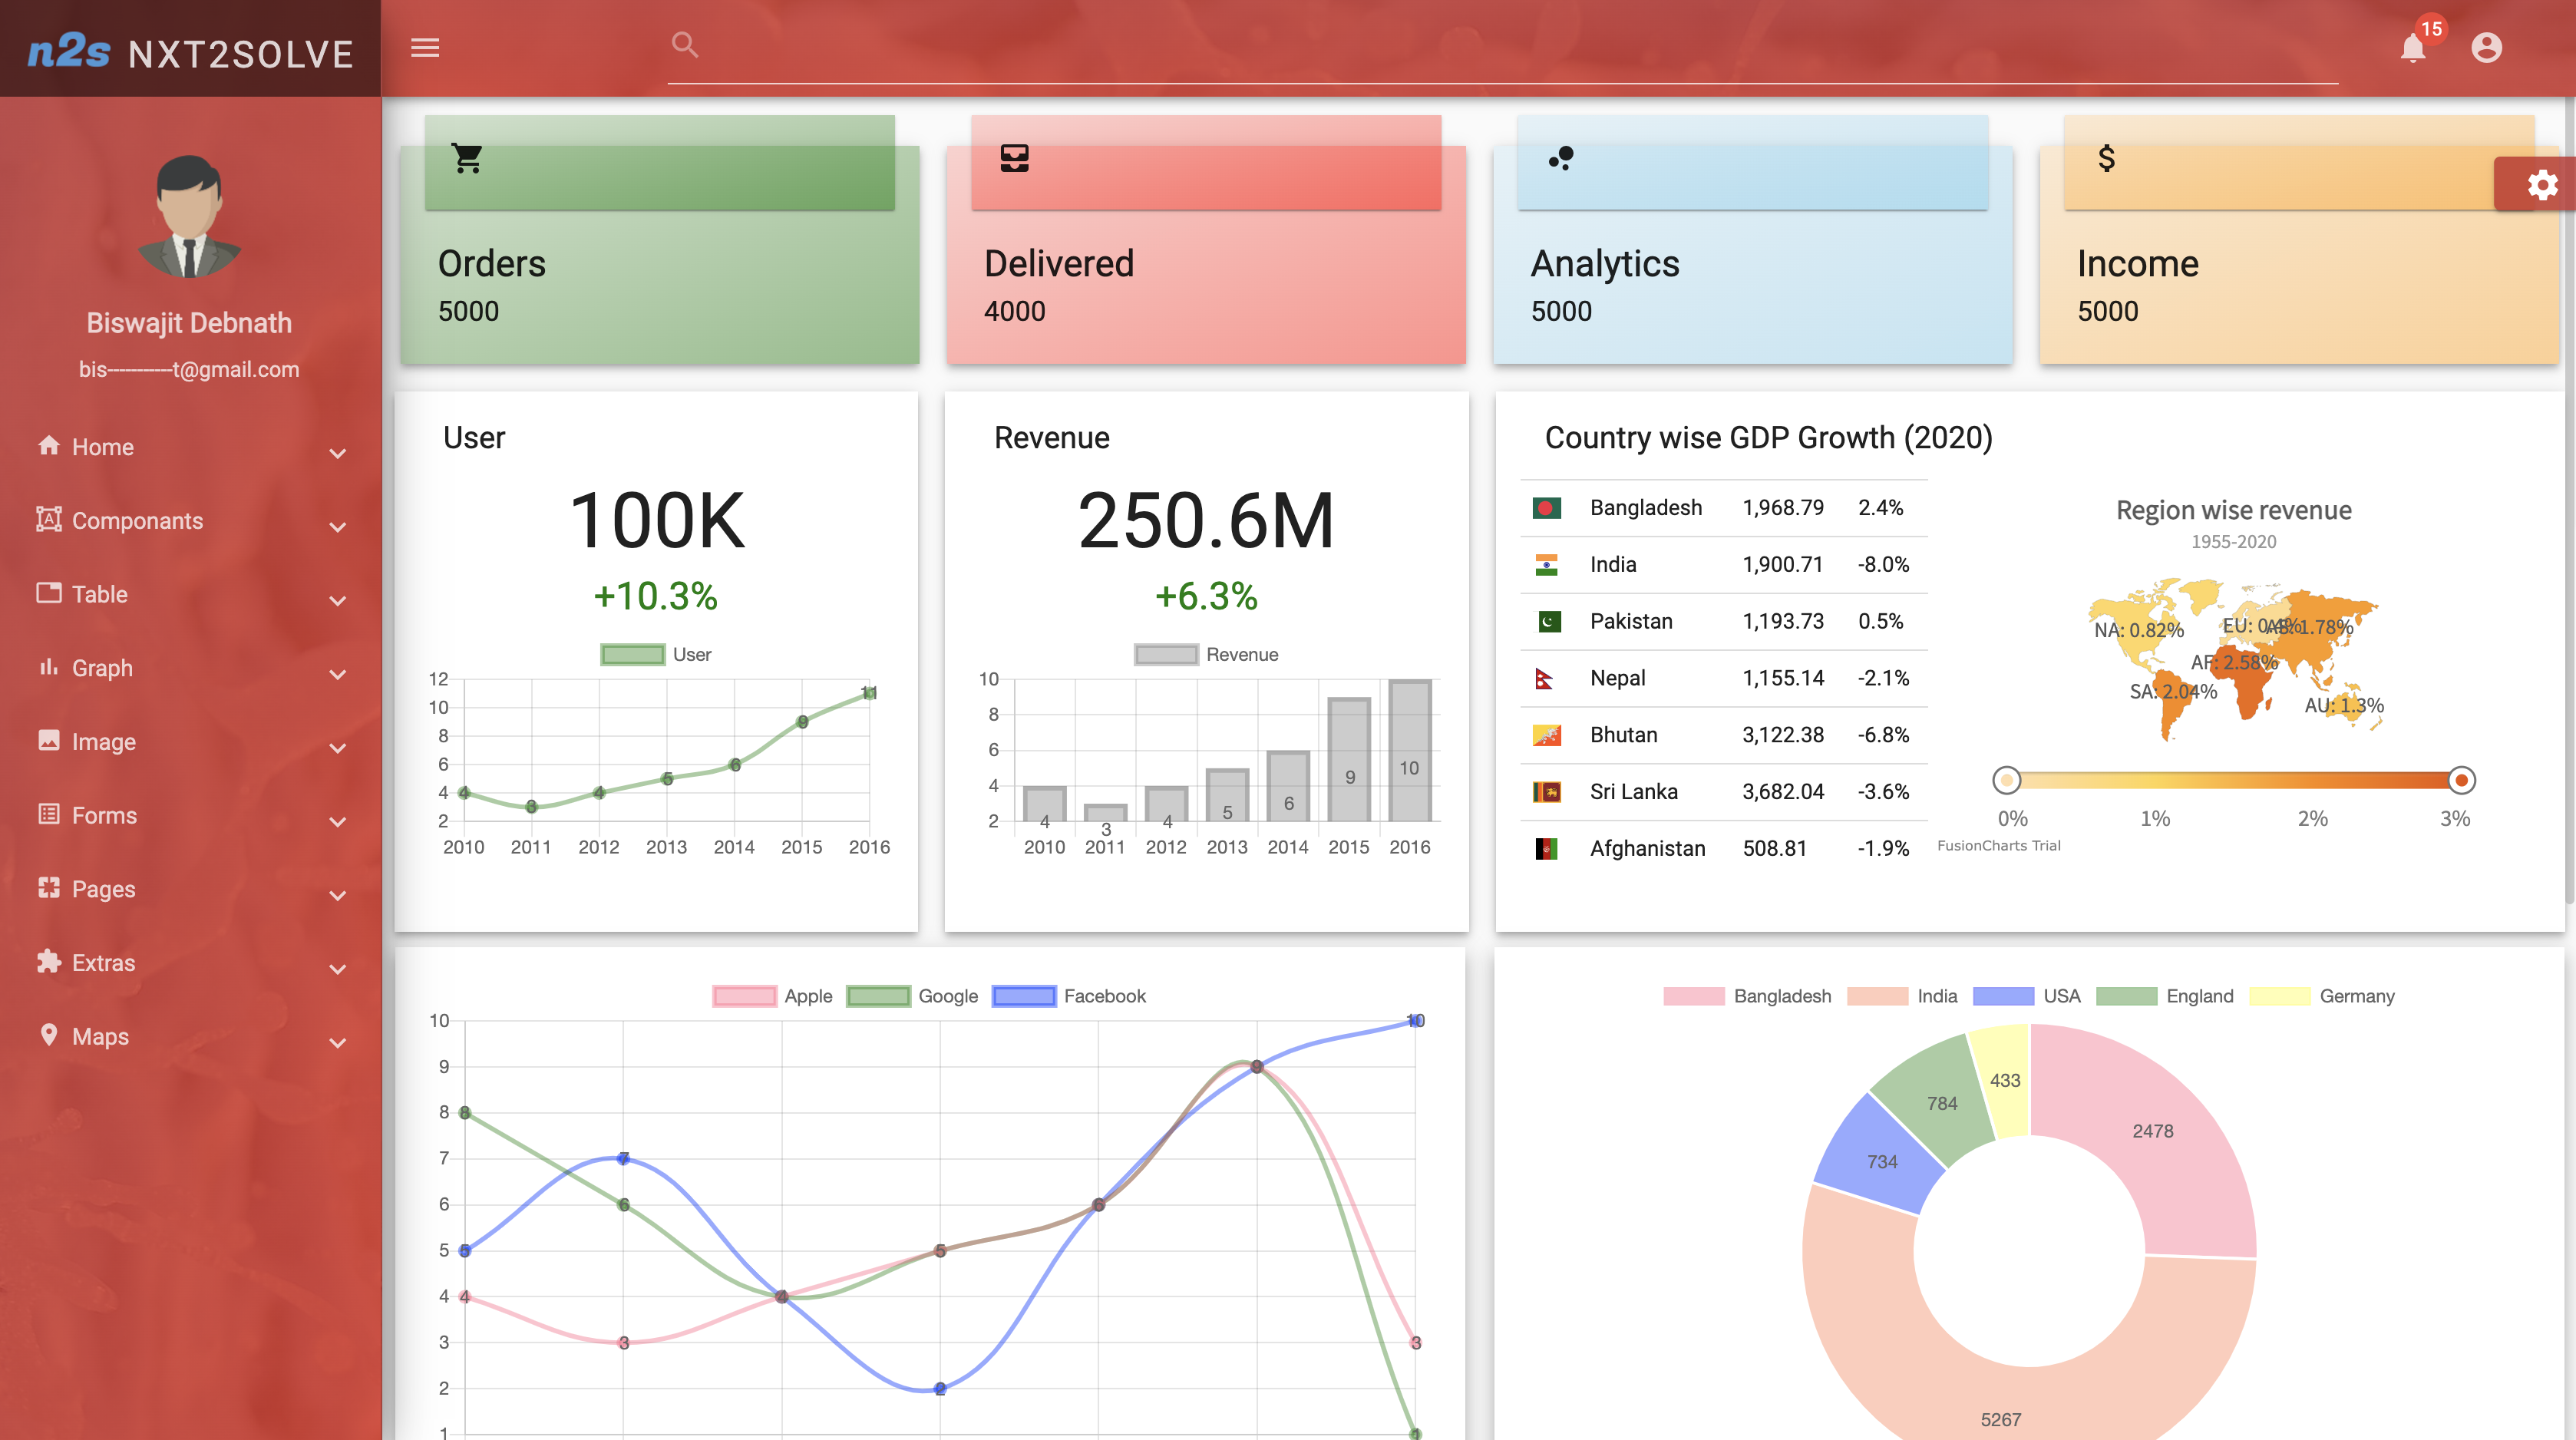 n2s NXT2SOLVE
15
Biswajit Debnath
bis-----------t@gmail.com
Home
Componants
Table
Graph
Image
Forms
Pages
Extras
Maps
Orders
5000
Delivered
4000
Analytics
5000
$
Income
5000
User
100K
+10.3%
User
12
10
8
6
4
2
4 3 4 5 6 9 11
2010 2011 2012 2013 2014 2015 2016
Revenue
250.6M
+6.3%
Revenue
10
8
6
4
2
4 3 4 5 6 9 10
2010 2011 2012 2013 2014 2015 2016
Country wise GDP Growth (2020)
Bangladesh 1,968.79 2.4%
India 1,900.71 -8.0%
Pakistan 1,193.73 0.5%
Nepal 1,155.14 -2.1%
Bhutan 3,122.38 -6.8%
Sri Lanka 3,682.04 -3.6%
Afghanistan 508.81 -1.9%
Region wise revenue
1955-2020
NA: 0.82%
EU: 0.4%
AS: 1.78%
AF: 2.58%
SA: 2.04%
AU: 1.3%
0% 1% 2% 3%
FusionCharts Trial
Apple Google Facebook
10
9
8
7
6
5
4
3
2
1
8
5
4
7
6
3
4
5
2
6
9
10
3
1
Bangladesh India USA England Germany
433
784
2478
734
5267